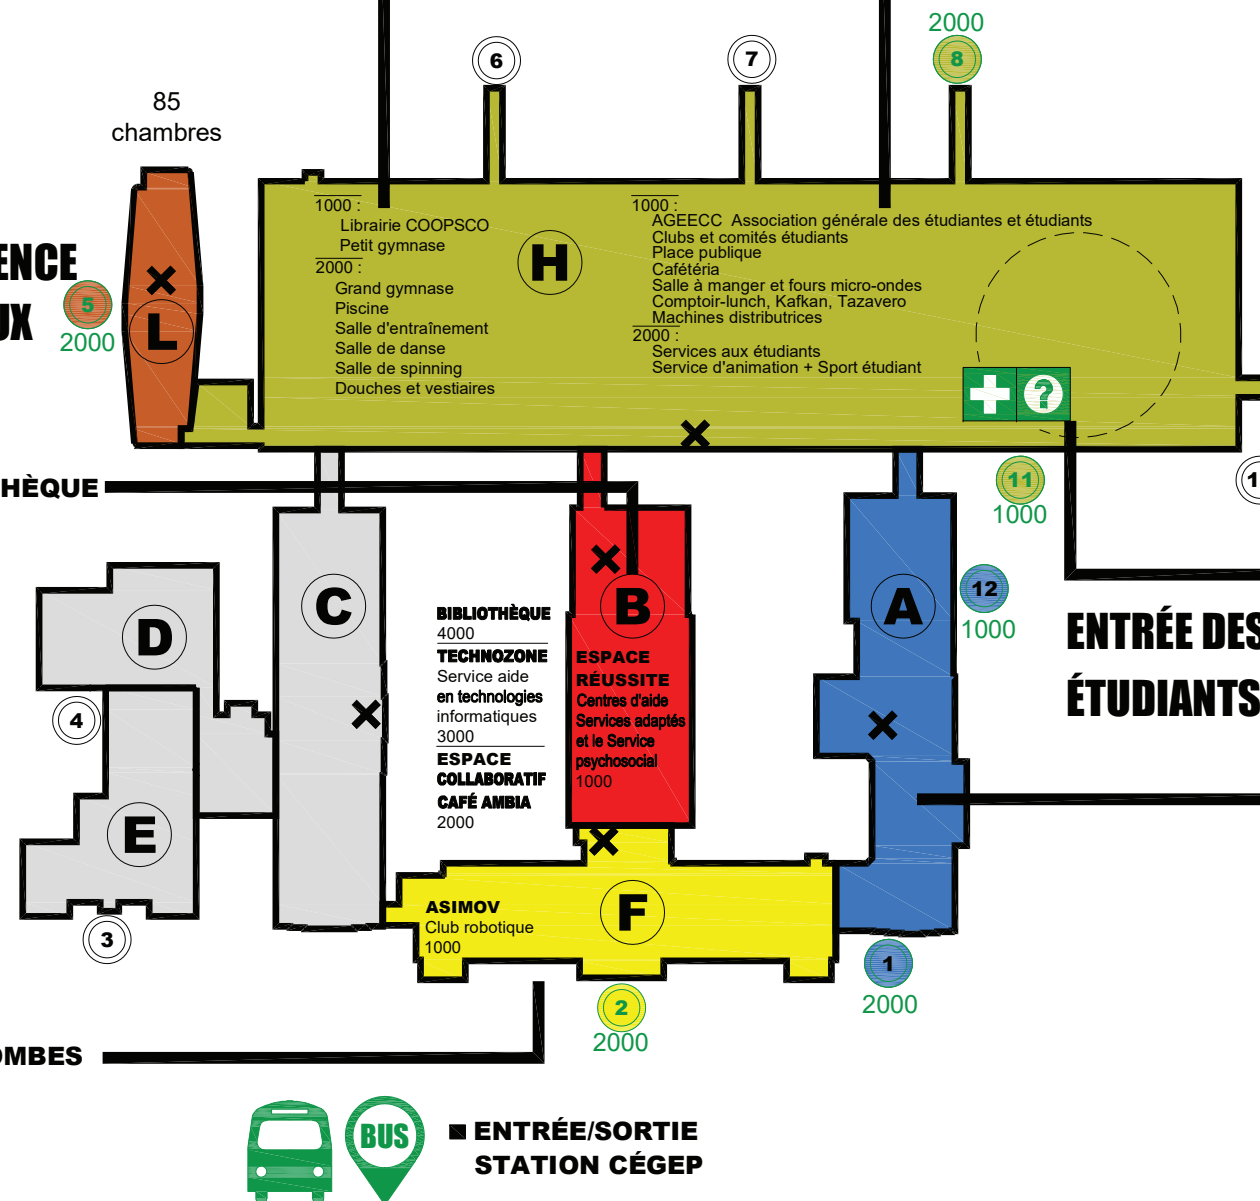 2000
6
7
8
85
chambres
1000 :
Librairie COOPSCO
Petit gymnase
2000 :
Grand gymnase
Piscine
Salle d'entraînement
Salle de danse
Salle de spinning
Douches et vestiaires
H
1000 :
AGEECC Association générale des étudiantes et étudiants
Clubs et comités étudiants
Place publique
Cafétéria
Salle à manger et fours micro-ondes
Comptoir-lunch, Kafkan, Tazavero
Machines distributrices
2000 :
Services aux étudiants
Service d'animation + Sport étudiant
ENCE
UX
5
2000
L
?
HÈQUE
11
1000
1
C
B
A
12
1000
D
4
E
3
BIBLIOTHÈQUE
4000
TECHNOZONE
Service aide
en technologies
informatiques
3000
ESPACE
COLLABORATIF
CAFÉ AMBIA
2000
ESPACE
RÉUSSITE
Centres d'aide
Services adaptés
et le Service
psychosocial
1000
ENTRÉE DES
ÉTUDIANTS
ASIMOV
Club robotique
1000
F
1
2000
2
2000
OMBES
BUS
ENTRÉE/SORTIE
STATION CÉGEP